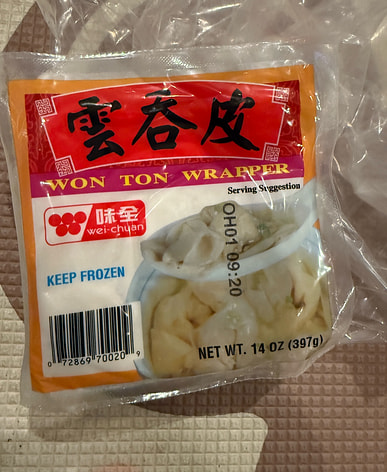 雲吞皮
WON TON WRAPPER
Serving Suggestion
味全
wei-chuan
OH01 09:20
KEEP FROZEN
NET WT. 14 OZ (397g)
0 72869 70020 9